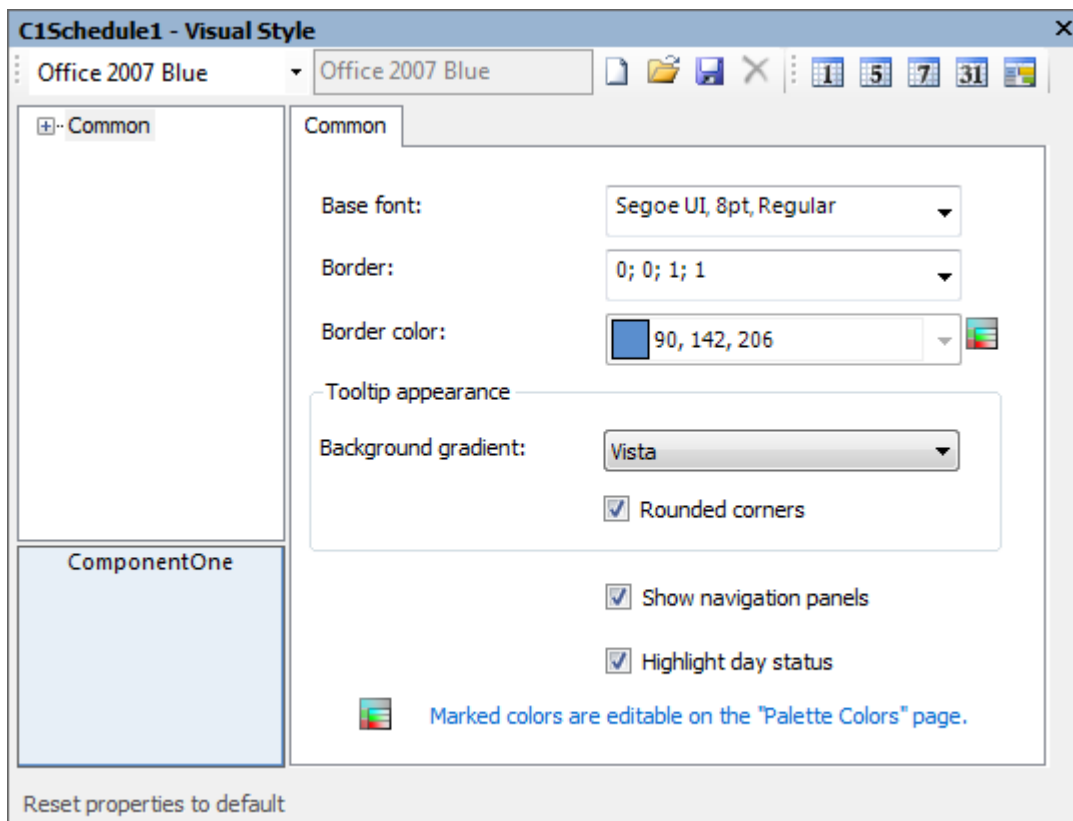 C1Schedule1 - Visual Style
Office 2007 Blue
Office 2007 Blue
1 5 7 31
Common
Common
Base font:
Segoe UI, 8pt, Regular
Border:
0; 0; 1; 1
Border color:
90, 142, 206
Tooltip appearance
Background gradient:
Vista
Rounded corners
ComponentOne
Show navigation panels
Highlight day status
Marked colors are editable on the "Palette Colors" page.
Reset properties to default